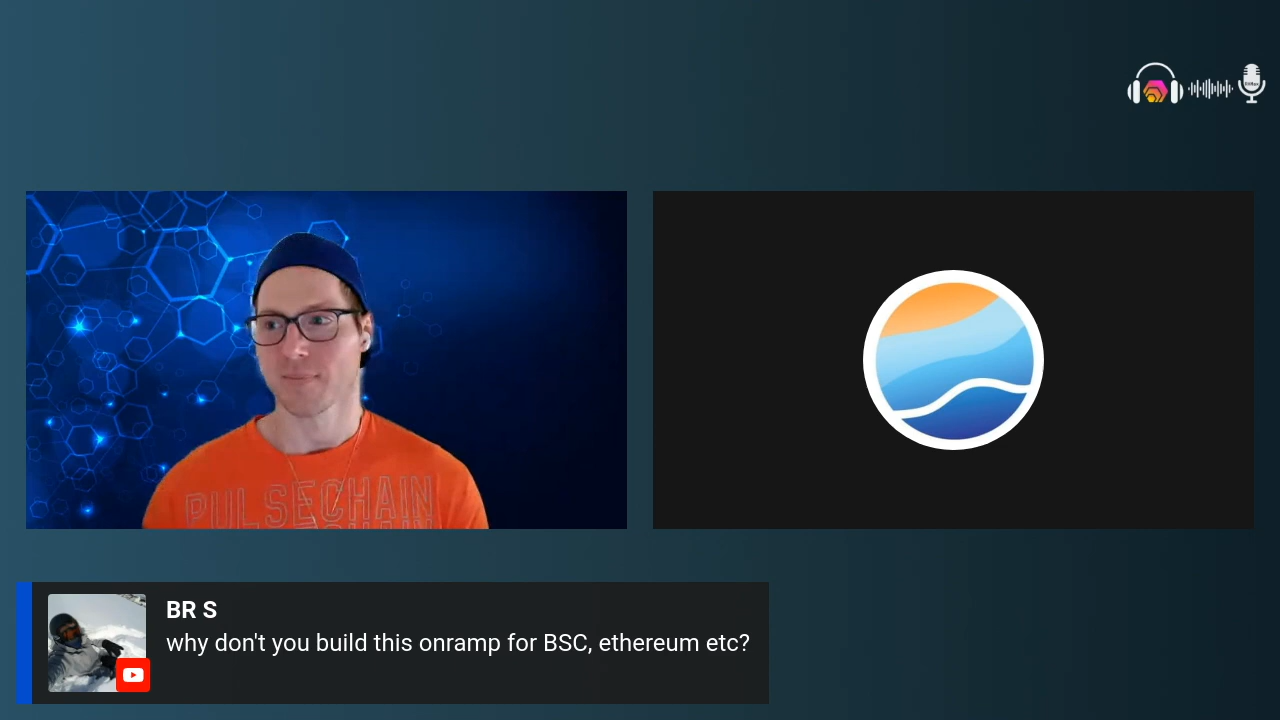 PULSECHAIN
BR S
why don't you build this onramp for BSC, ethereum etc?